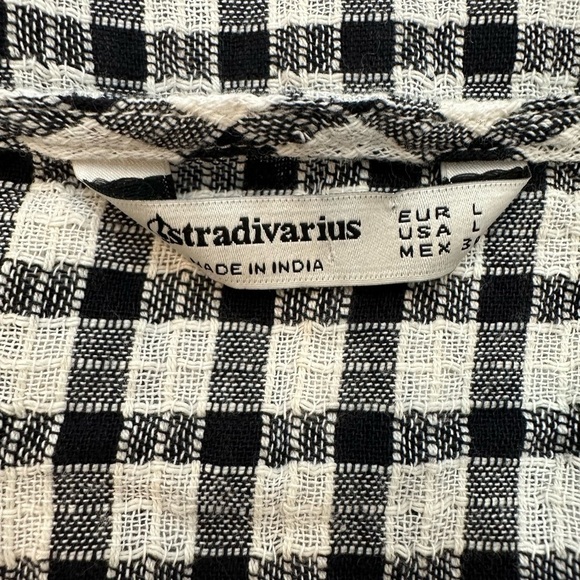 stradivarius
MADE IN INDIA
EUR L
USA L
MEX